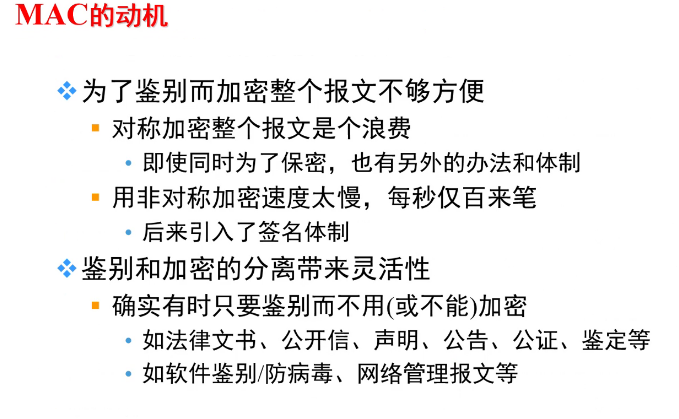 MAC的动机
为了鉴别而加密整个报文不够方便
对称加密整个报文是个浪费
即使同时为了保密，也有另外的办法和体制
用非对称加密速度太慢，每秒仅百来笔
后来引入了签名体制
鉴别和加密的分离带来灵活性
确实有时只要鉴别而不用(或不能)加密
如法律文书、公开信、声明、公告、公证、鉴定等
如软件鉴别/防病毒、网络管理报文等